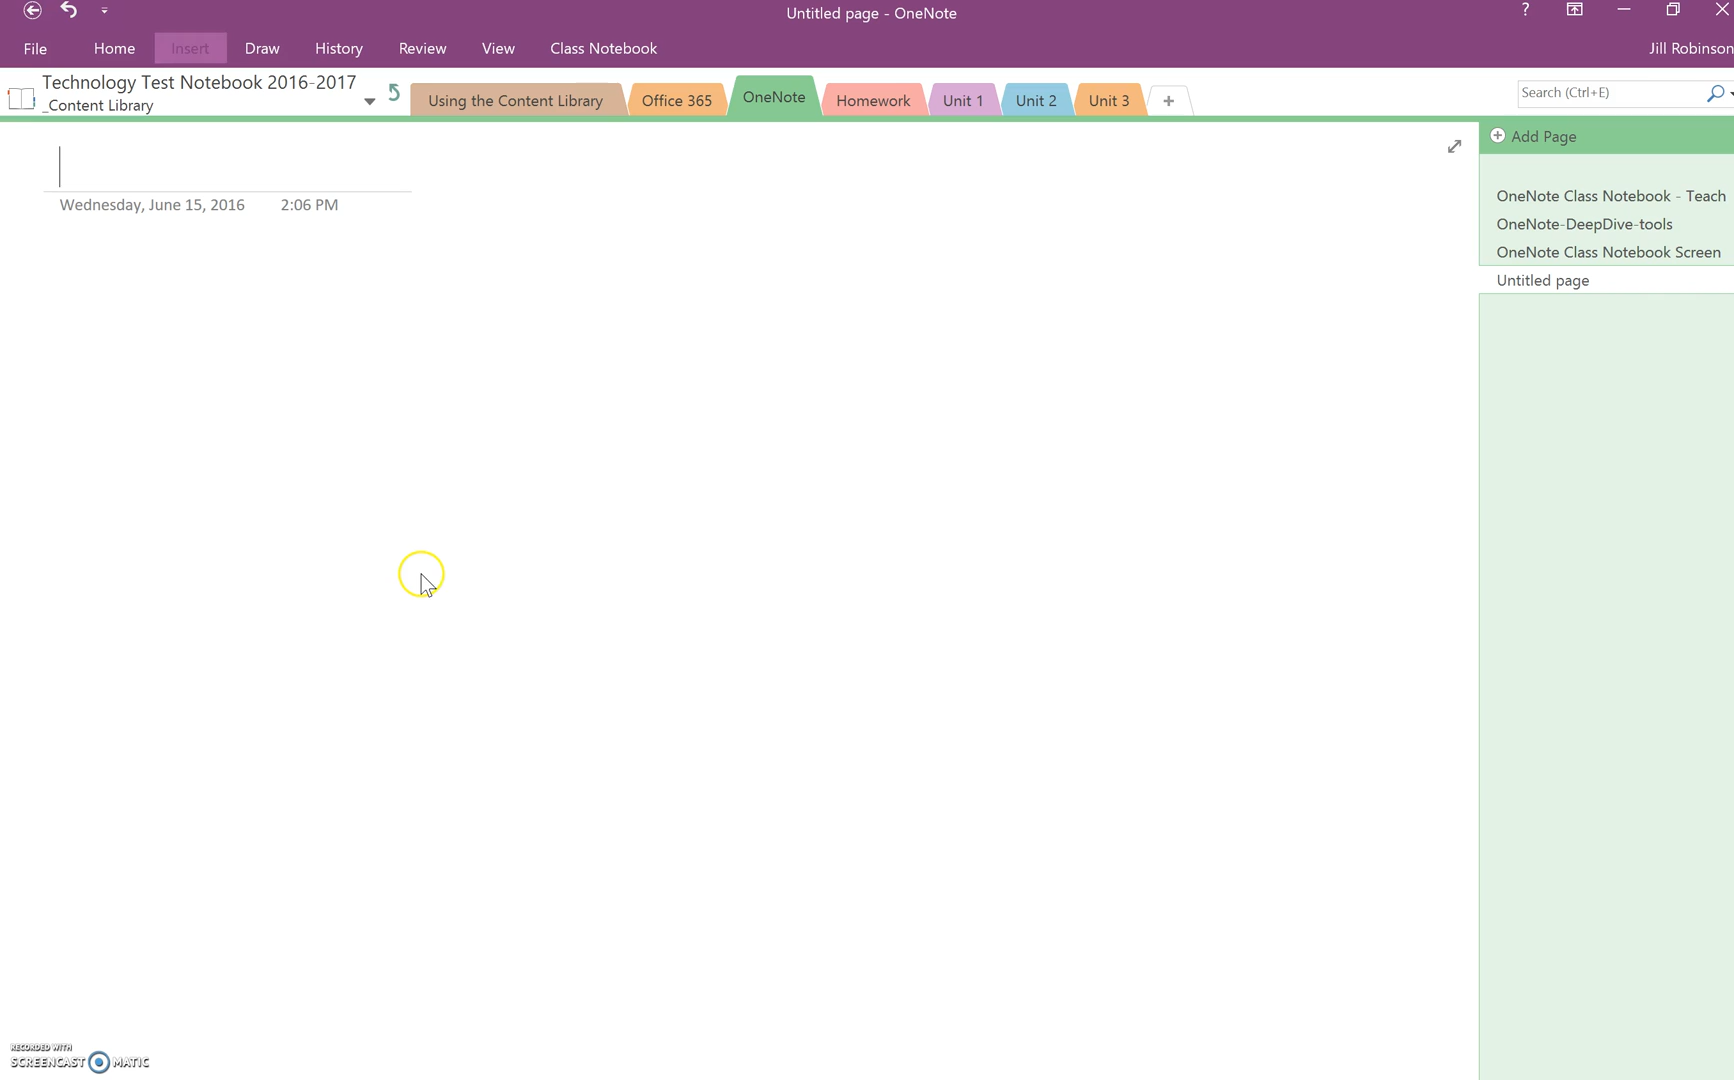 Untitled page - OneNote
?
File Home Insert Draw History Review View Class Notebook Jill Robinson
Technology Test Notebook 2016-2017
_Content Library
Using the Content Library Office 365 OneNote Homework Unit 1 Unit 2 Unit 3 +
Search (Ctrl+E)
Add Page
Wednesday, June 15, 2016 2:06 PM
OneNote Class Notebook - Teach
OneNote-DeepDive-tools
OneNote Class Notebook Screen
Untitled page
RECORDED WITH
SCREENCAST MATIC